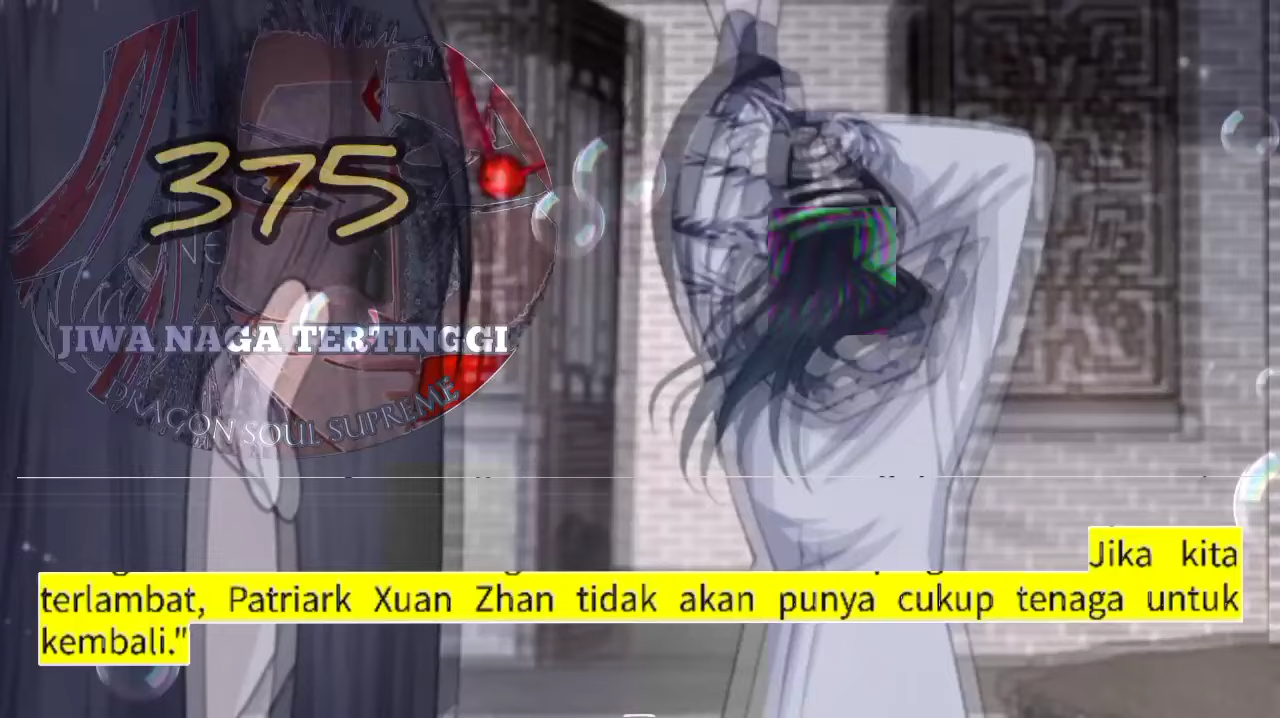 375
JIWA NAGA TERTINGGI
DRAGON SOUL SUPREME
Jika kita
terlambat, Patriark Xuan Zhan tidak akan punya cukup tenaga untuk
kembali."